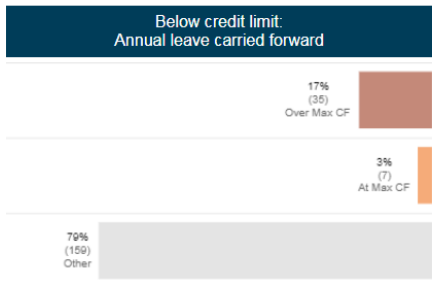 Below credit limit:
Annual leave carried forward
17%
(35)
Over Max CF
3%
(7)
At Max CF
79%
(159)
Other